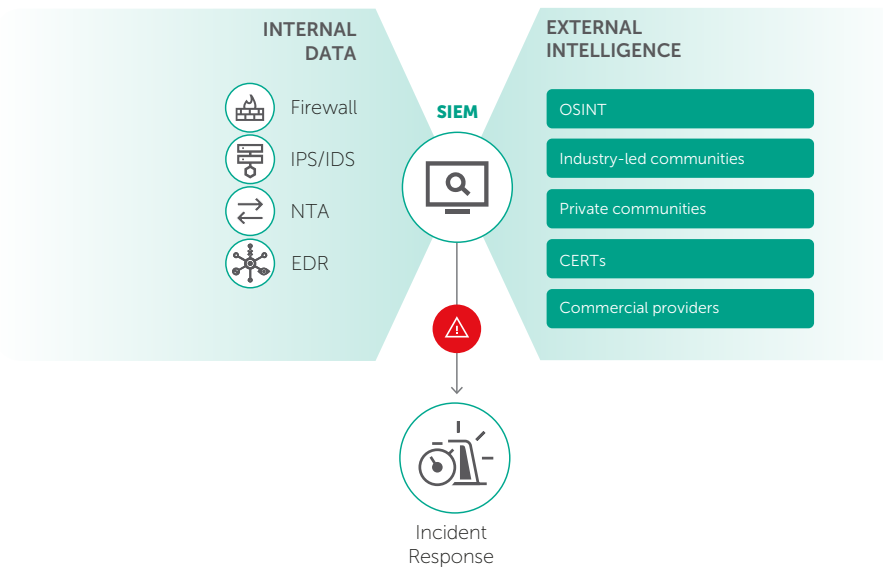 INTERNAL
DATA
Firewall
IPS/IDS
NTA
EDR
SIEM
EXTERNAL
INTELLIGENCE
OSINT
Industry-led communities
Private communities
CERTs
Commercial providers
Incident
Response